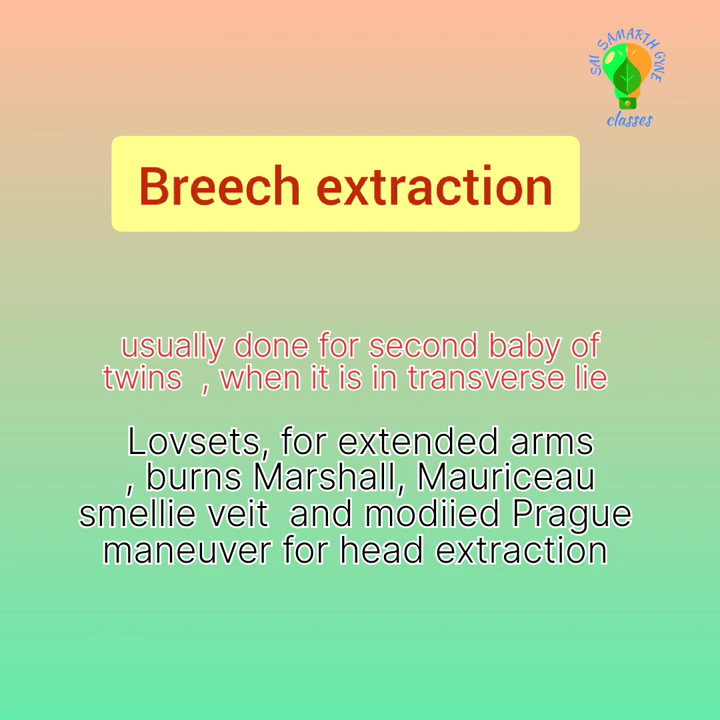 SAI SAMARTH GYNE
classes
Breech extraction
usually done for second baby of
twins , when it is in transverse lie
Lovsets, for extended arms
, burns Marshall, Mauriceau
smellie veit and modiied Prague
maneuver for head extraction